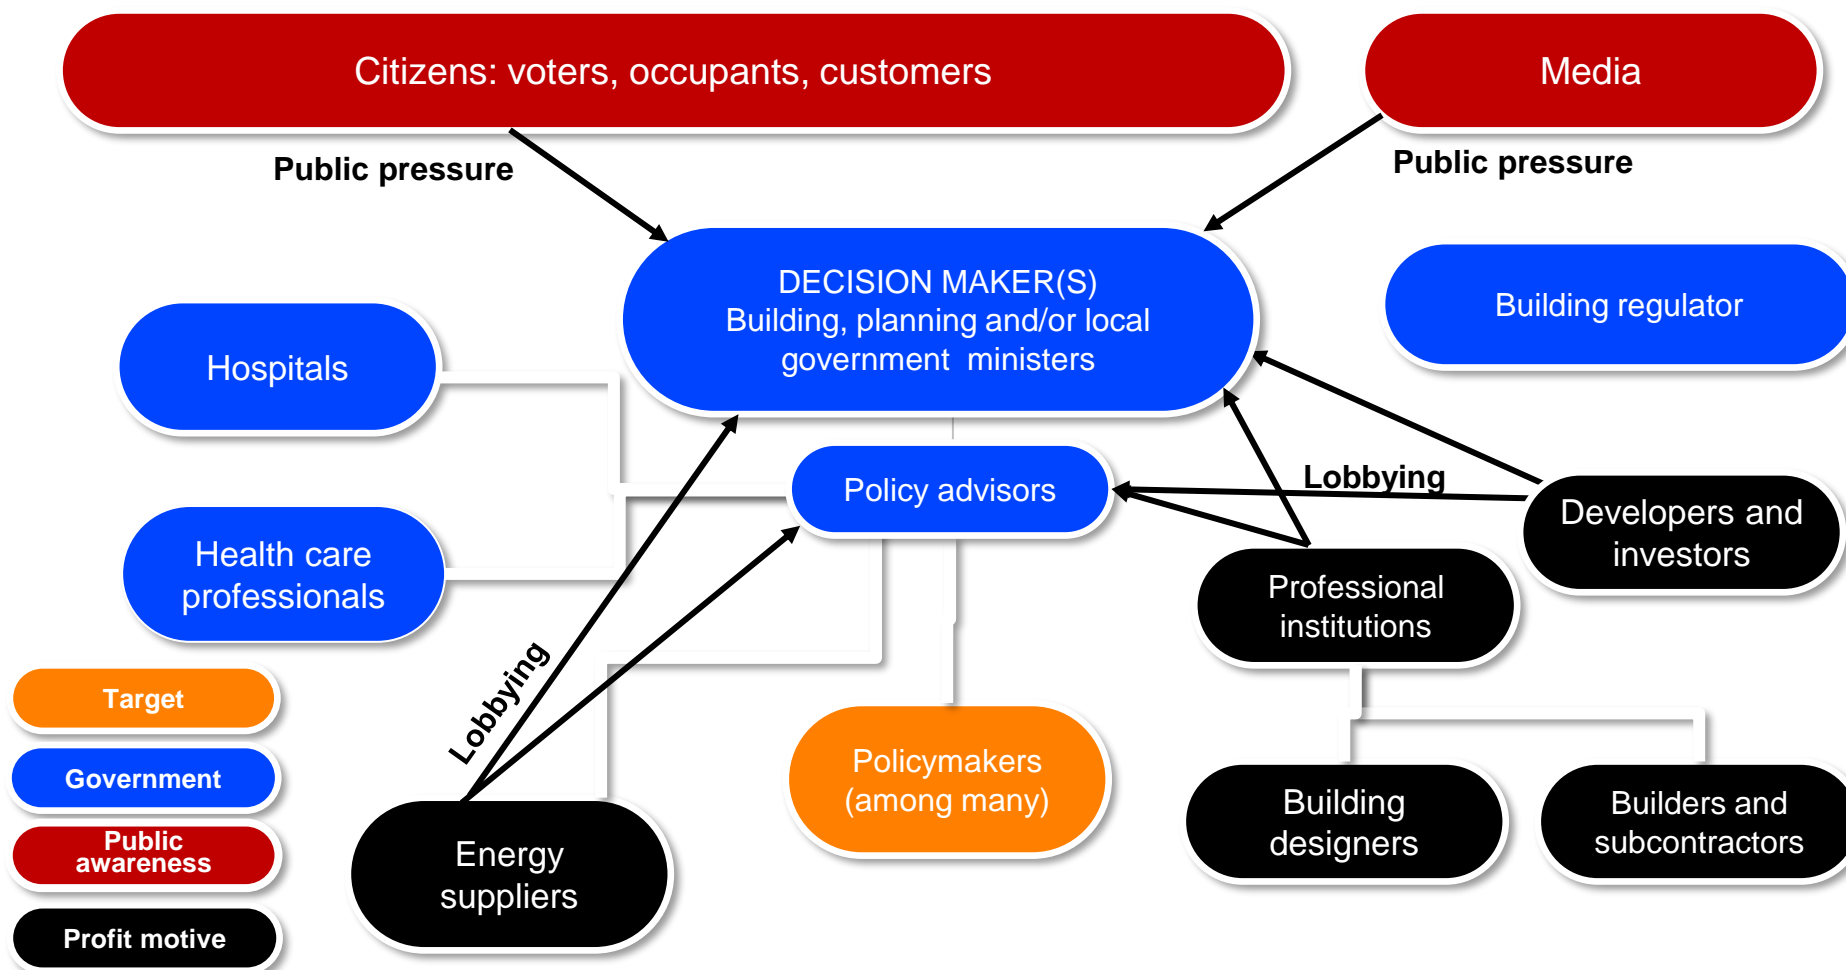 Citizens: voters, occupants, customers
Media
Public pressure
Public pressure
DECISION MAKER(S)
Building, planning and/or local
government ministers
Building regulator
Hospitals
Policy advisors
Lobbying
Developers and
investors
Health care
professionals
Professional
institutions
Lobbying
Target
Government
Public
awareness
Profit motive
Policymakers
(among many)
Building
designers
Builders and
subcontractors
Energy
suppliers